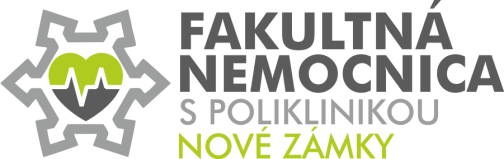 FAKULTNÁ
NEMOCNICA
S POLIKLINIKOU
NOVÉ ZÁMKY